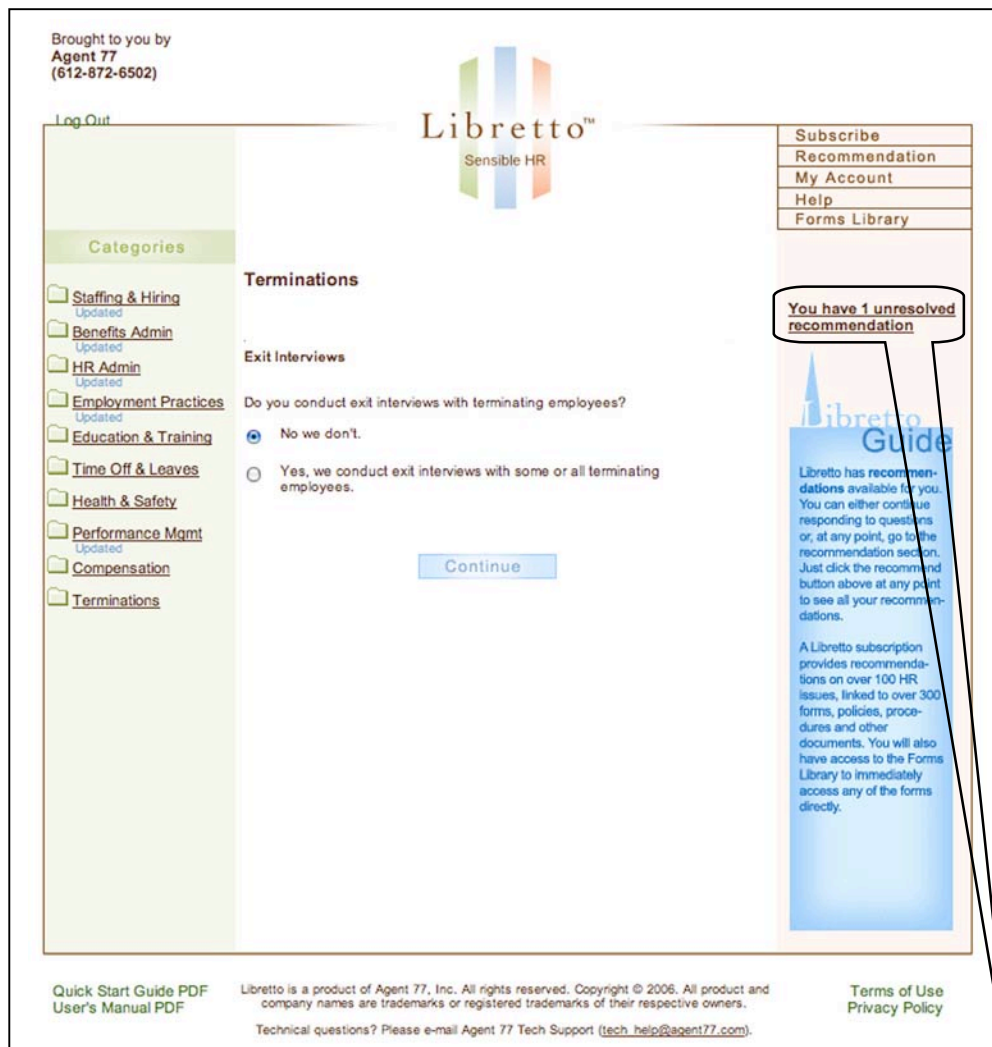 Brought to you by
Agent 77
(612-872-6502)
Log Out
Libretto™
Sensible HR
Subscribe
Recommendation
My Account
Help
Forms Library
Categories
Staffing & Hiring
Updated
Benefits Admin
Updated
HR Admin
Updated
Employment Practices
Updated
Education & Training
Time Off & Leaves
Health & Safety
Performance Mgmt
Updated
Compensation
Terminations
Terminations
Exit Interviews
Do you conduct exit interviews with terminating employees?
No we don't.
Yes, we conduct exit interviews with some or all terminating
employees.
Continue
You have 1 unresolved
recommendation
Libretto
Guide
Libretto has recommen-
dations available for you.
You can either continue
responding to questions
or, at any point, go to the
recommendation section.
Just click the recommend
button above at any point
to see all your recommen-
dations.
A Libretto subscription
provides recommenda-
tions on over 100 HR
issues, linked to over 300
forms, policies, proce-
dures and other
documents. You will also
have access to the Forms
Library to immediately
access any of the forms
directly.
Quick Start Guide PDF
User's Manual PDF
Libretto is a product of Agent 77, Inc. All rights reserved. Copyright © 2006. All product and
company names are trademarks or registered trademarks of their respective owners.
Technical questions? Please e-mail Agent 77 Tech Support (tech_help@agent77.com).
Terms of Use
Privacy Policy